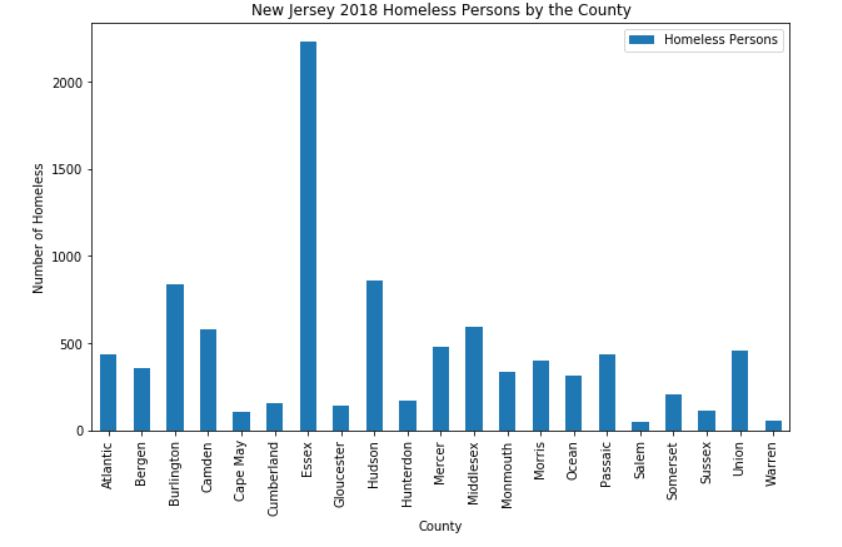 New Jersey 2018 Homeless Persons by the County
Homeless Persons
Number of Homeless
2000
1500
1000
500
0
Atlantic
Bergen
Burlington
Camden
Cape May
Cumberland
Essex
Gloucester
Hudson
Hunterdon
Mercer
Middlesex
Monmouth
Morris
Ocean
Passaic
Salem
Somerset
Sussex
Union
Warren
County